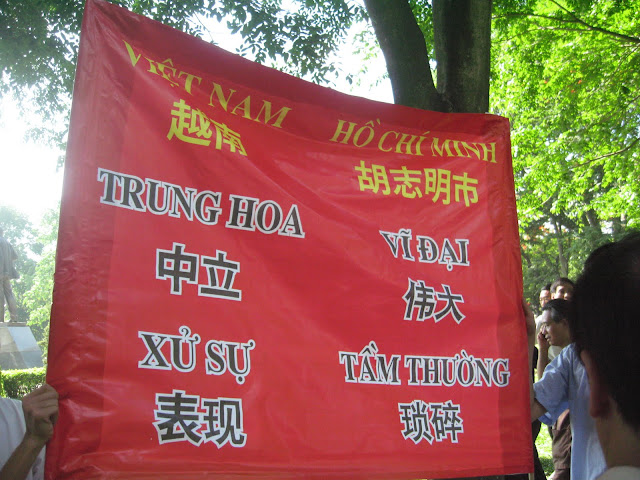 VIỆT NAM
越南
TRUNG HOA
中立
XỬ SỰ
表现
HỒ CHÍ MINH
胡志明市
VĨ ĐẠI
伟大
TẦM THƯỜNG
琐碎